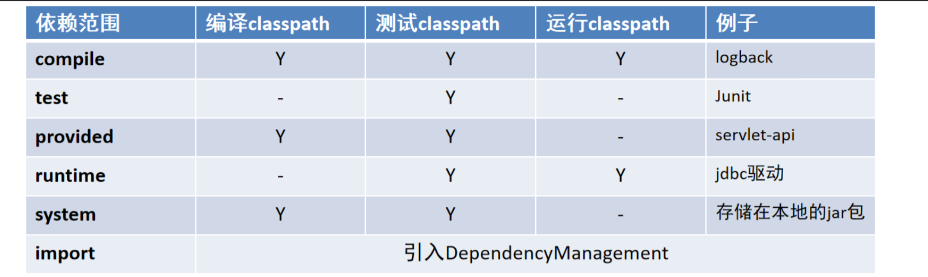 依赖范围 编译classpath 测试classpath 运行classpath 例子
compile Y Y Y logback
test - Y - Junit
provided Y Y - servlet-api
runtime - Y Y jdbc驱动
system Y Y - 存储在本地的jar包
import 引入DependencyManagement